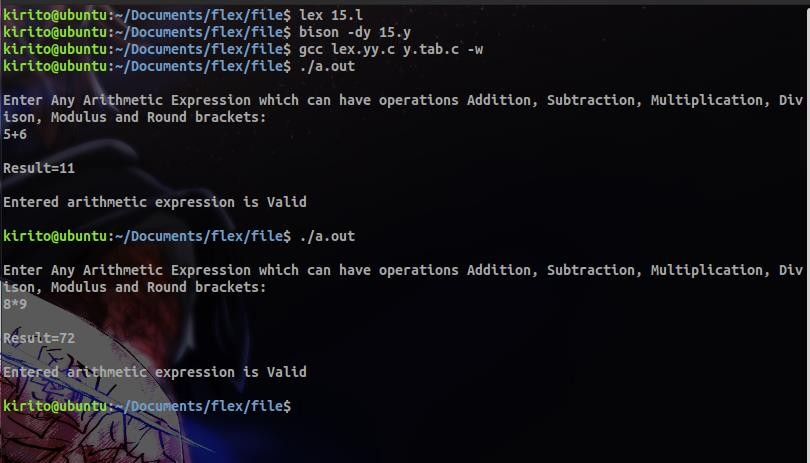 kirito@ubuntu:~/Documents/flex/file$ lex 15.l
kirito@ubuntu:~/Documents/flex/file$ bison -dy 15.y
kirito@ubuntu:~/Documents/flex/file$ gcc lex.yy.c y.tab.c -w
kirito@ubuntu:~/Documents/flex/file$ ./a.out
Enter Any Arithmetic Expression which can have operations Addition, Subtraction, Multiplication, Div
ison, Modulus and Round brackets:
5+6
Result=11
Entered arithmetic expression is Valid
kirito@ubuntu:~/Documents/flex/file$ ./a.out
Enter Any Arithmetic Expression which can have operations Addition, Subtraction, Multiplication, Div
ison, Modulus and Round brackets:
8*9
Result=72
Entered arithmetic expression is Valid
kirito@ubuntu:~/Documents/flex/file$